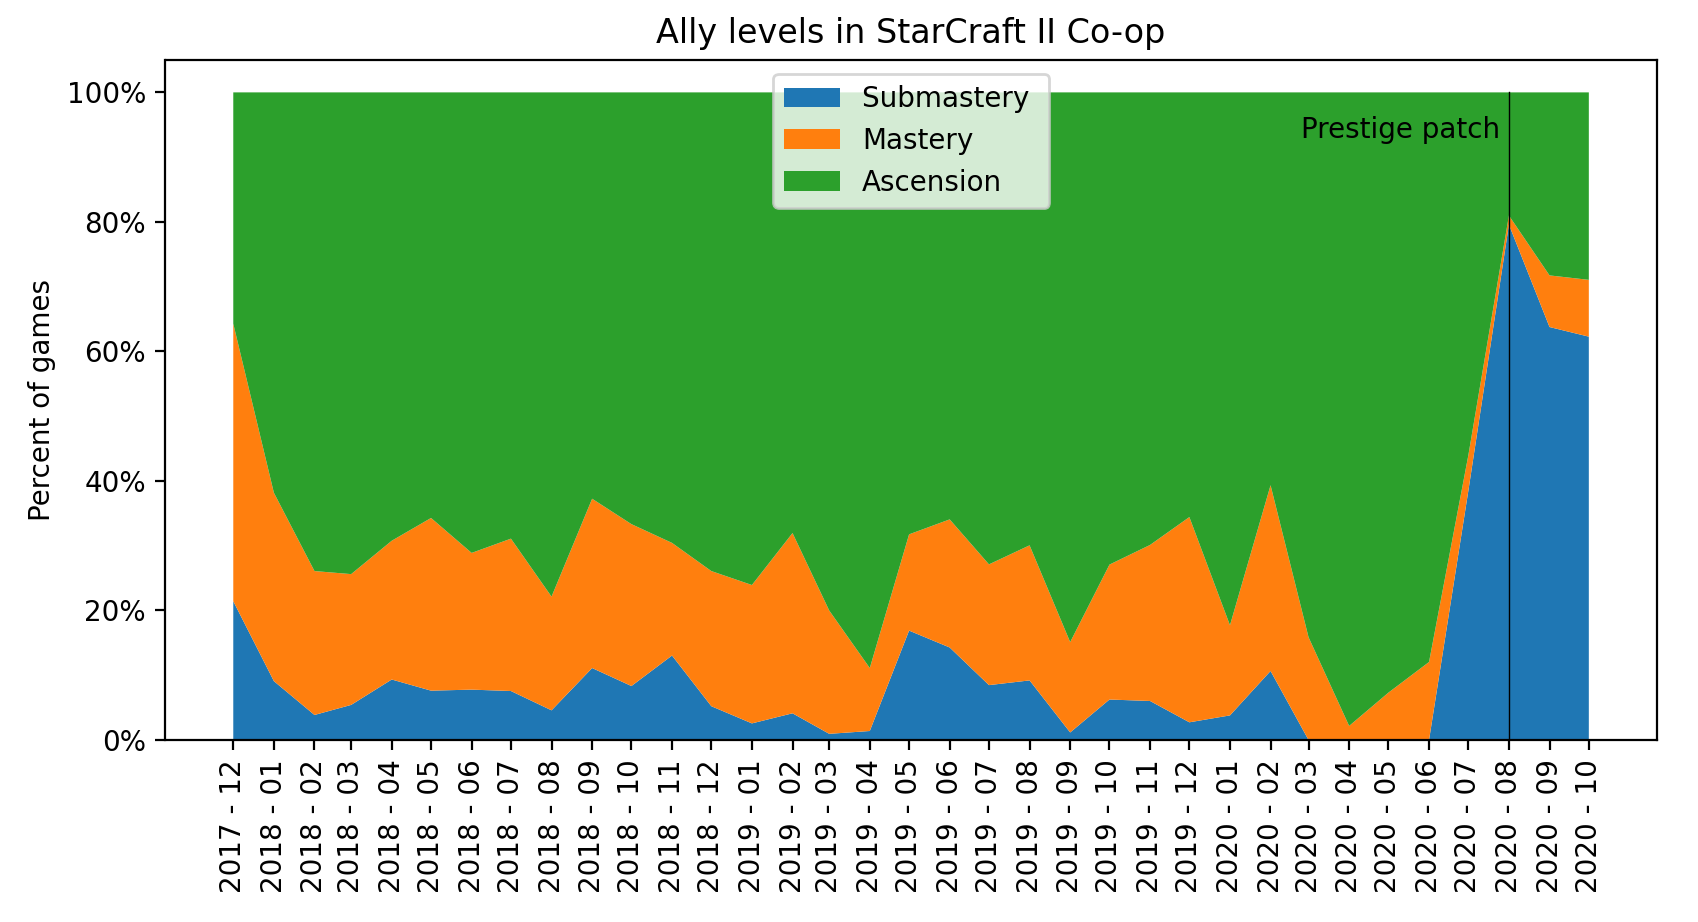 Ally levels in StarCraft II Co-op
Submastery
Mastery
Ascension
Prestige patch
Percent of games
100%
80%
60%
40%
20%
0%
2017 - 12
2018 - 01
2018 - 02
2018 - 03
2018 - 04
2018 - 05
2018 - 06
2018 - 07
2018 - 08
2018 - 09
2018 - 10
2018 - 11
2018 - 12
2019 - 01
2019 - 02
2019 - 03
2019 - 04
2019 - 05
2019 - 06
2019 - 07
2019 - 08
2019 - 09
2019 - 10
2019 - 11
2019 - 12
2020 - 01
2020 - 02
2020 - 03
2020 - 04
2020 - 05
2020 - 06
2020 - 07
2020 - 08
2020 - 09
2020 - 10